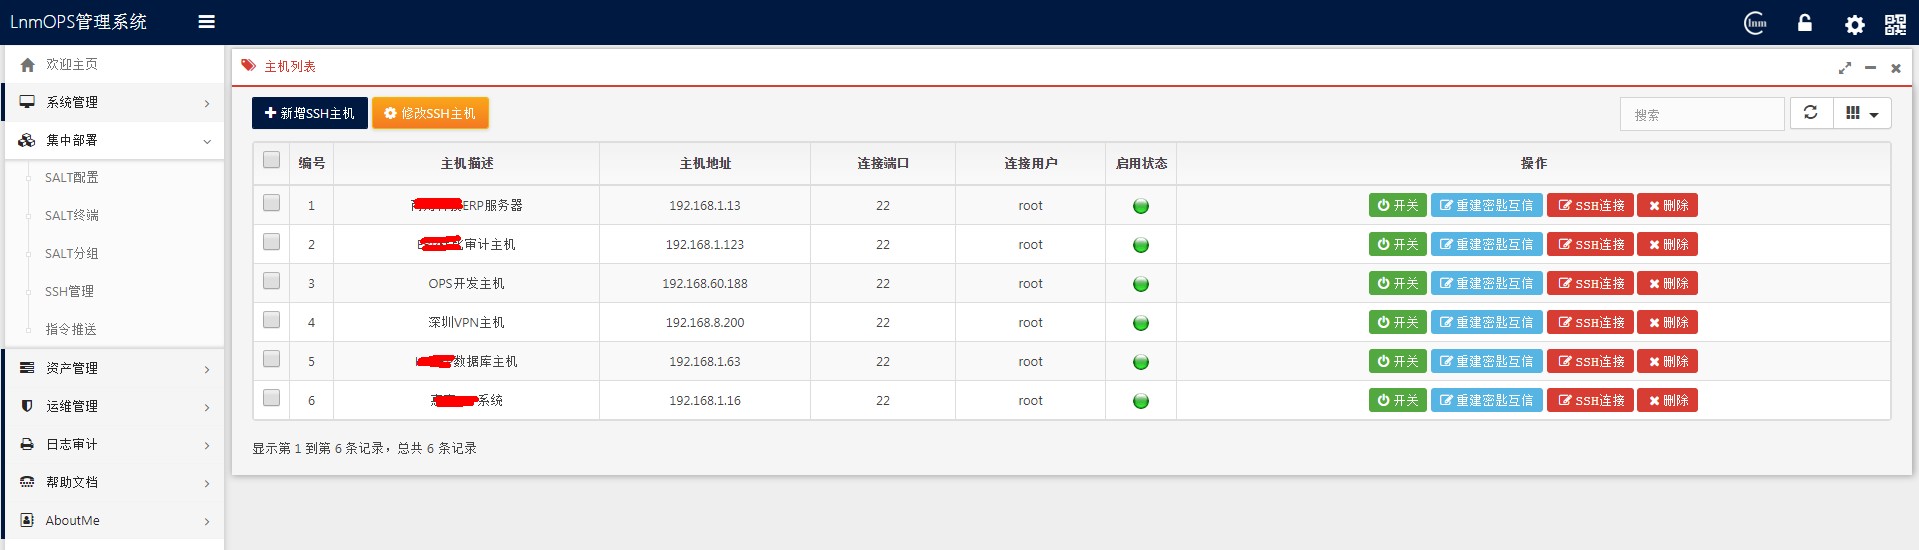 LnmOPS管理系统
lnm
欢迎主页
系统管理
集中部署
SALT配置
SALT终端
SALT分组
SSH管理
指令推送
资产管理
运维管理
日志审计
帮助文档
AboutMe
主机列表
新增SSH主机 修改SSH主机 搜索
编号 主机描述 主机地址 连接端口 连接用户 启用状态 操作
1 ERP服务器 192.168.1.13 22 root 开关 重建密匙互信 SSH连接 删除
2 审计主机 192.168.1.123 22 root 开关 重建密匙互信 SSH连接 删除
3 OPS开发主机 192.168.60.188 22 root 开关 重建密匙互信 SSH连接 删除
4 深圳VPN主机 192.168.8.200 22 root 开关 重建密匙互信 SSH连接 删除
5 数据库主机 192.168.1.63 22 root 开关 重建密匙互信 SSH连接 删除
6 系统 192.168.1.16 22 root 开关 重建密匙互信 SSH连接 删除
显示第 1 到第 6 条记录，总共 6 条记录